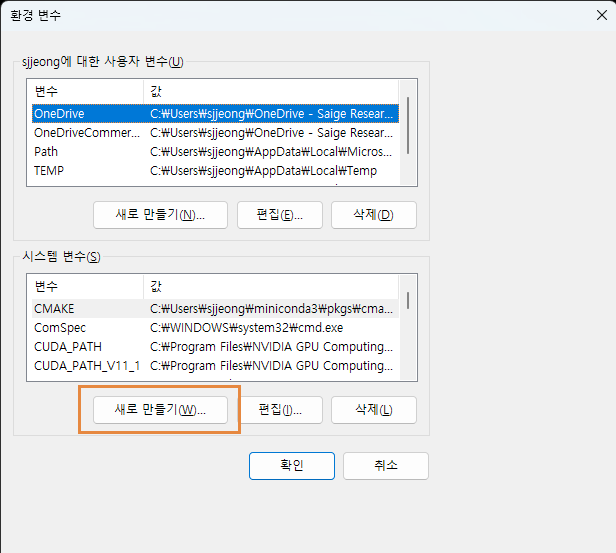 환경 변수
sjjeong에 대한 사용자 변수(U)
변수 값
OneDrive C:₩Users₩sjjeong₩OneDrive - Saige Resear...
OneDriveCommer... C:₩Users₩sjjeong₩OneDrive - Saige Resear...
Path C:₩Users₩sjjeong₩AppData₩Local₩Micros...
TEMP C:₩Users₩sjjeong₩AppData₩Local₩Temp
새로 만들기(N)... 편집(E)... 삭제(D)
시스템 변수(S)
변수 값
CMAKE C:₩Users₩sjjeong₩miniconda3₩pkgs₩cma...
ComSpec C:₩WINDOWS₩system32₩cmd.exe
CUDA_PATH C:₩Program Files₩NVIDIA GPU Computing...
CUDA_PATH_V11_1 C:₩Program Files₩NVIDIA GPU Computing...
새로 만들기(W)... 편집(I)... 삭제(L)
확인 취소